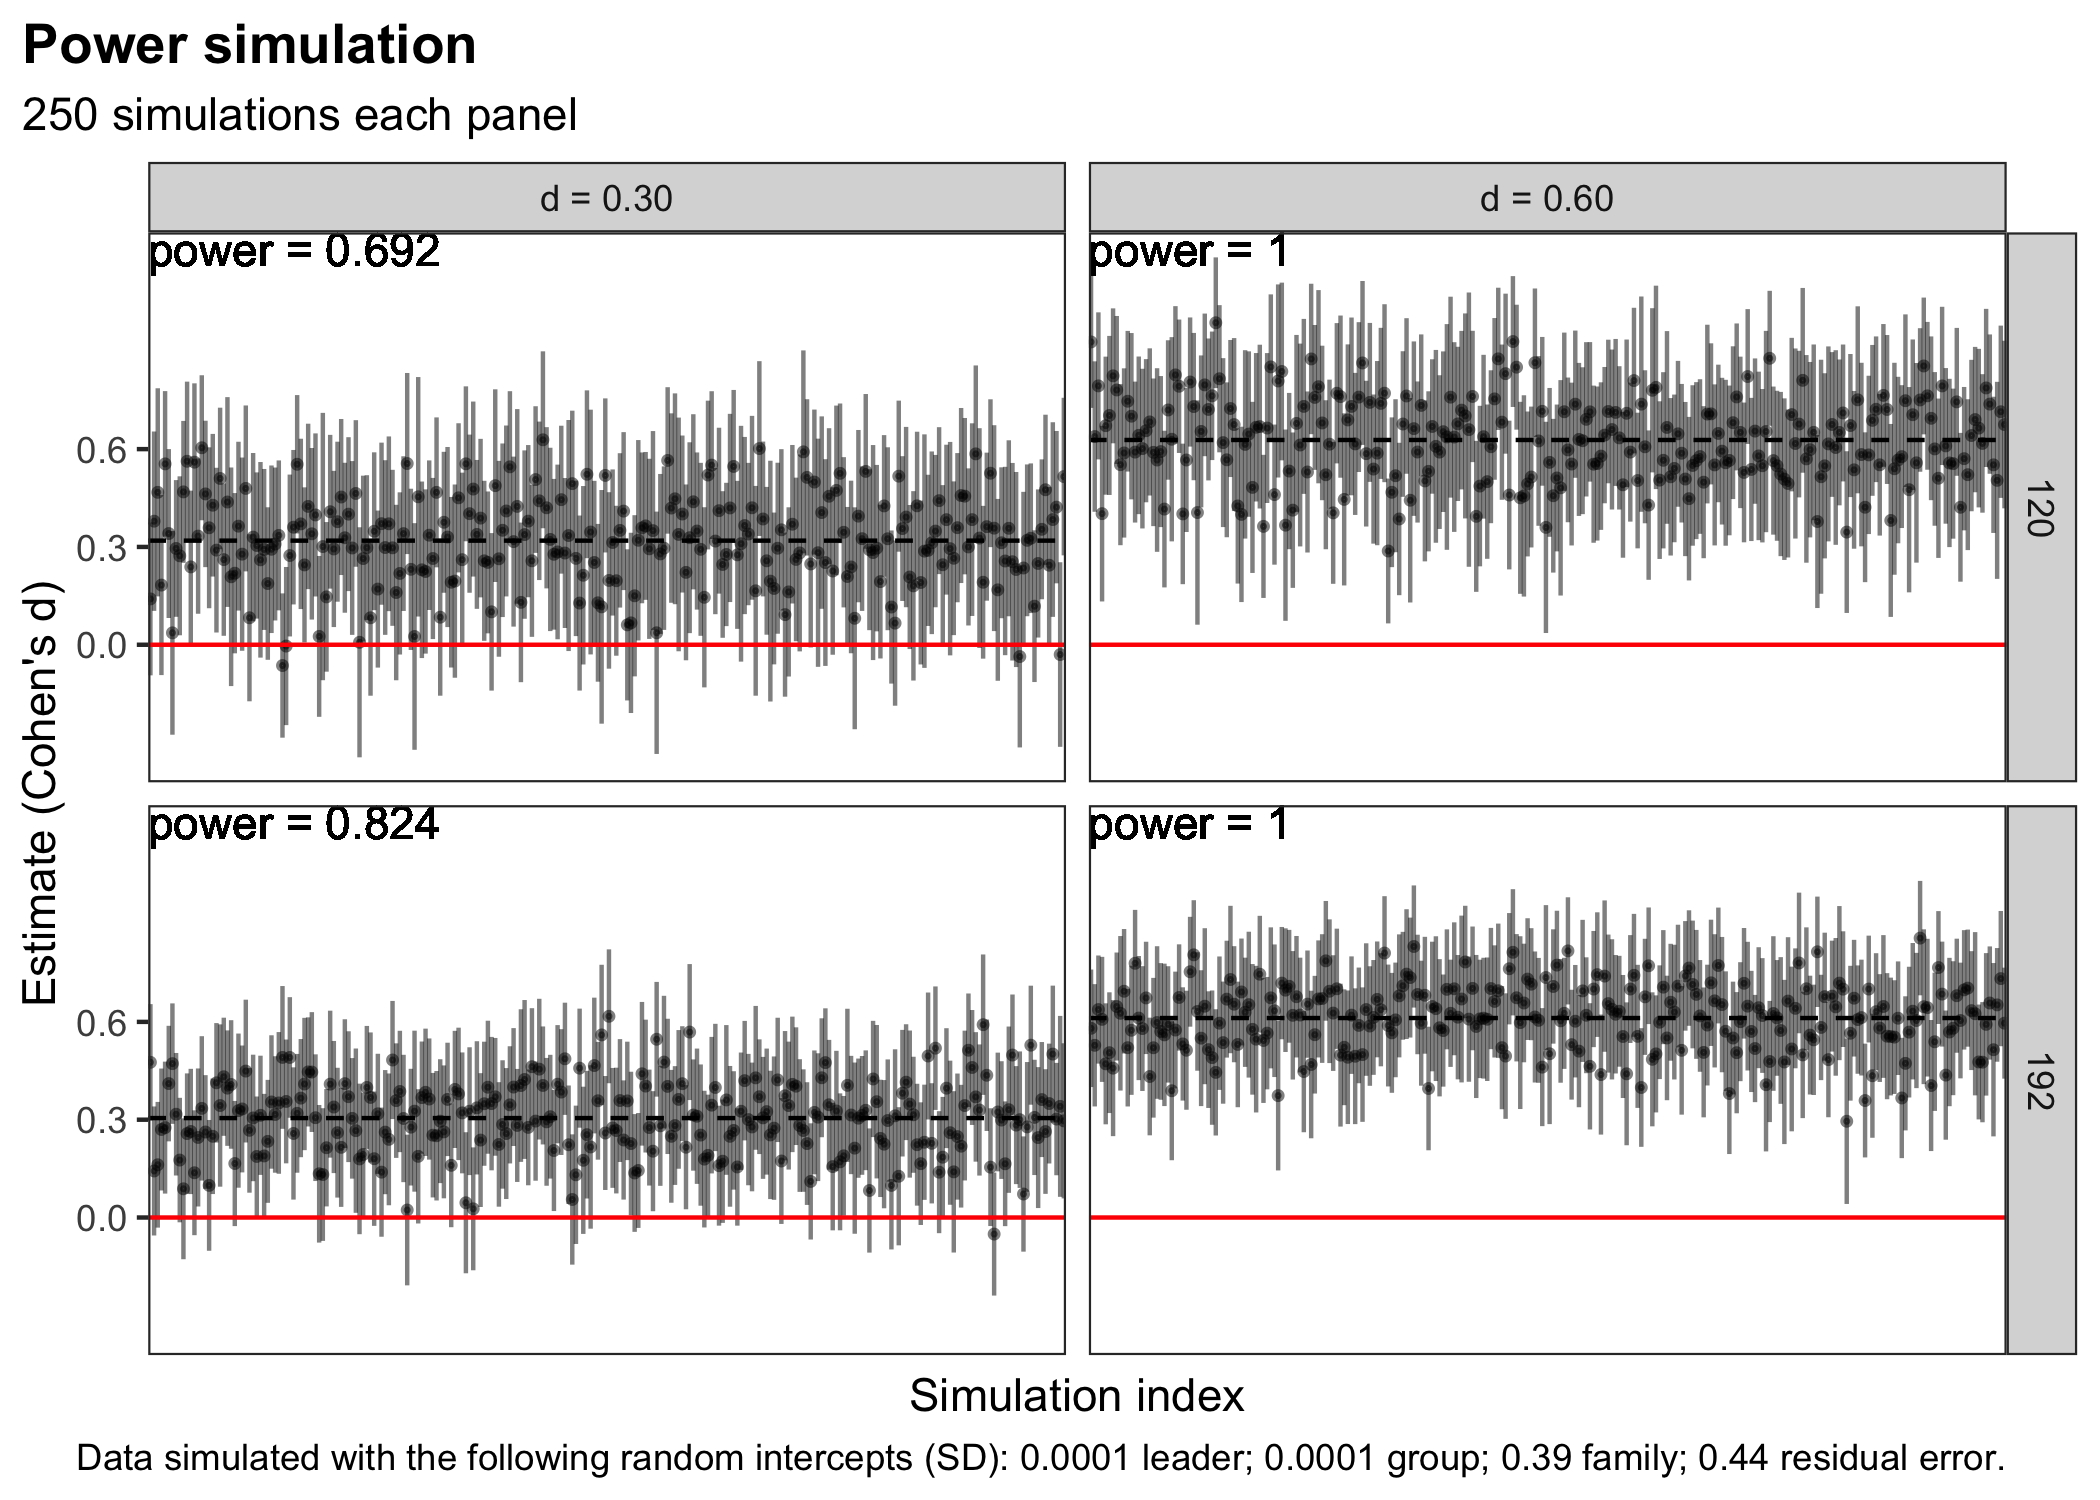 Power simulation
250 simulations each panel
d = 0.30
d = 0.60
power = 0.692
power = 1
120
0.6
0.3
0.0
Estimate (Cohen's d)
power = 0.824
power = 1
192
0.6
0.3
0.0
Simulation index
Data simulated with the following random intercepts (SD): 0.0001 leader; 0.0001 group; 0.39 family; 0.44 residual error.